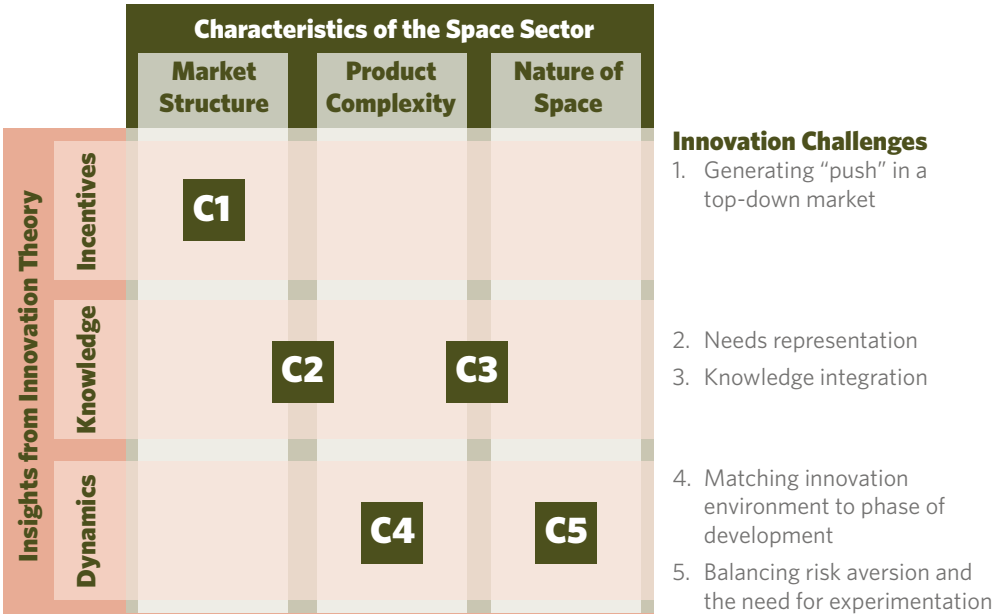 Characteristics of the Space Sector
Market
Structure
Product
Complexity
Nature of
Space
Insights from Innovation Theory
Incentives
C1
Knowledge
C2
C3
Dynamics
C4
C5
Innovation Challenges
1. Generating “push” in a
top-down market
2. Needs representation
3. Knowledge integration
4. Matching innovation
environment to phase of
development
5. Balancing risk aversion and
the need for experimentation